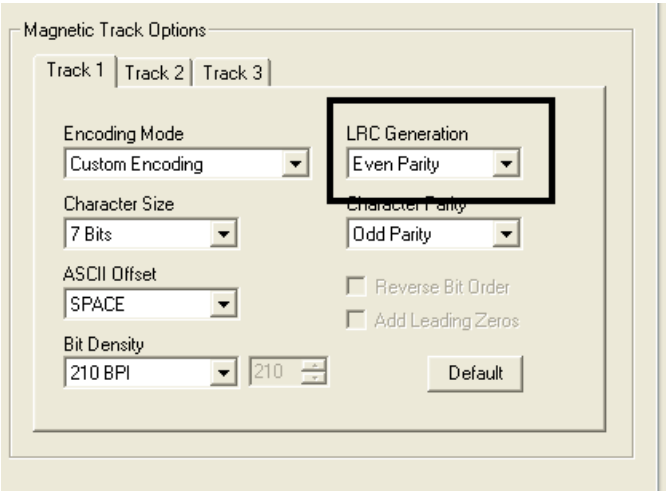 Magnetic Track Options
Track 1 Track 2 Track 3
Encoding Mode LRC Generation
Custom Encoding Even Parity
Character Size Character Parity
7 Bits Odd Parity
ASCII Offset Reverse Bit Order
SPACE Add Leading Zeros
Bit Density
210 BPI 210 Default